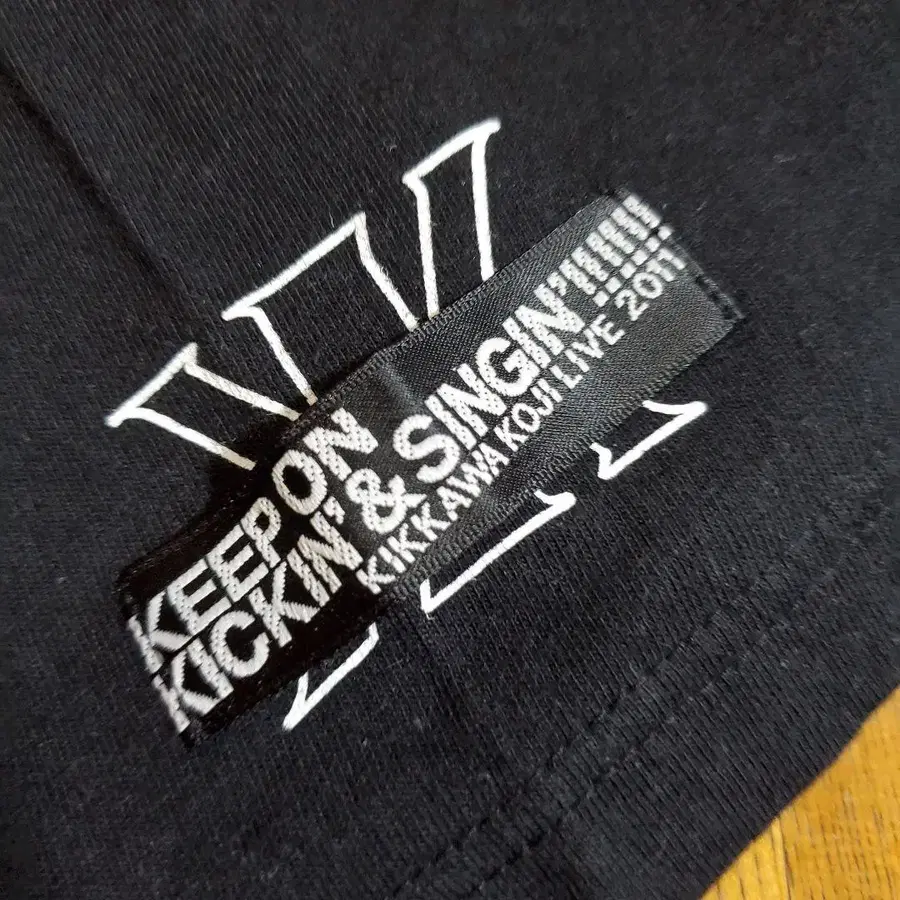 KEEP ON
KICKIN' & SINGIN'!!!!!!
KIKKAWA KOJI LIVE 2011